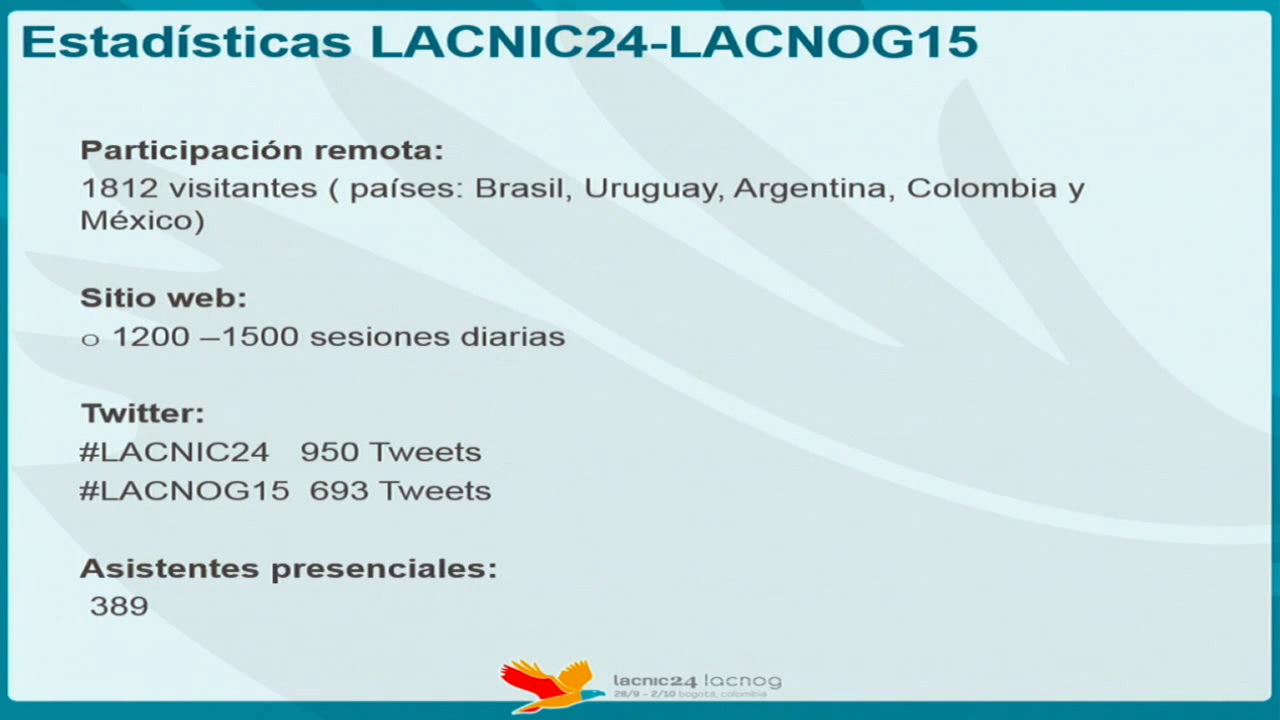 Estadísticas LACNIC24-LACNOG15
Participación remota:
1812 visitantes ( países: Brasil, Uruguay, Argentina, Colombia y
México)
Sitio web:
o 1200 –1500 sesiones diarias
Twitter:
#LACNIC24 950 Tweets
#LACNOG15 693 Tweets
Asistentes presenciales:
389
lacnic24 lacnog
28/9 - 2/10 bogotá, colombia